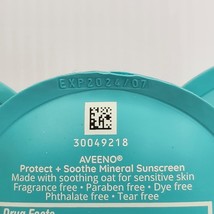 EXP2024/07
30049218
AVEENO®
Protect + Soothe Mineral Sunscreen
Made with soothing oat for sensitive skin
Fragrance free • Paraben free • Dye free
Phthalate free • Tear free
Drug Facts